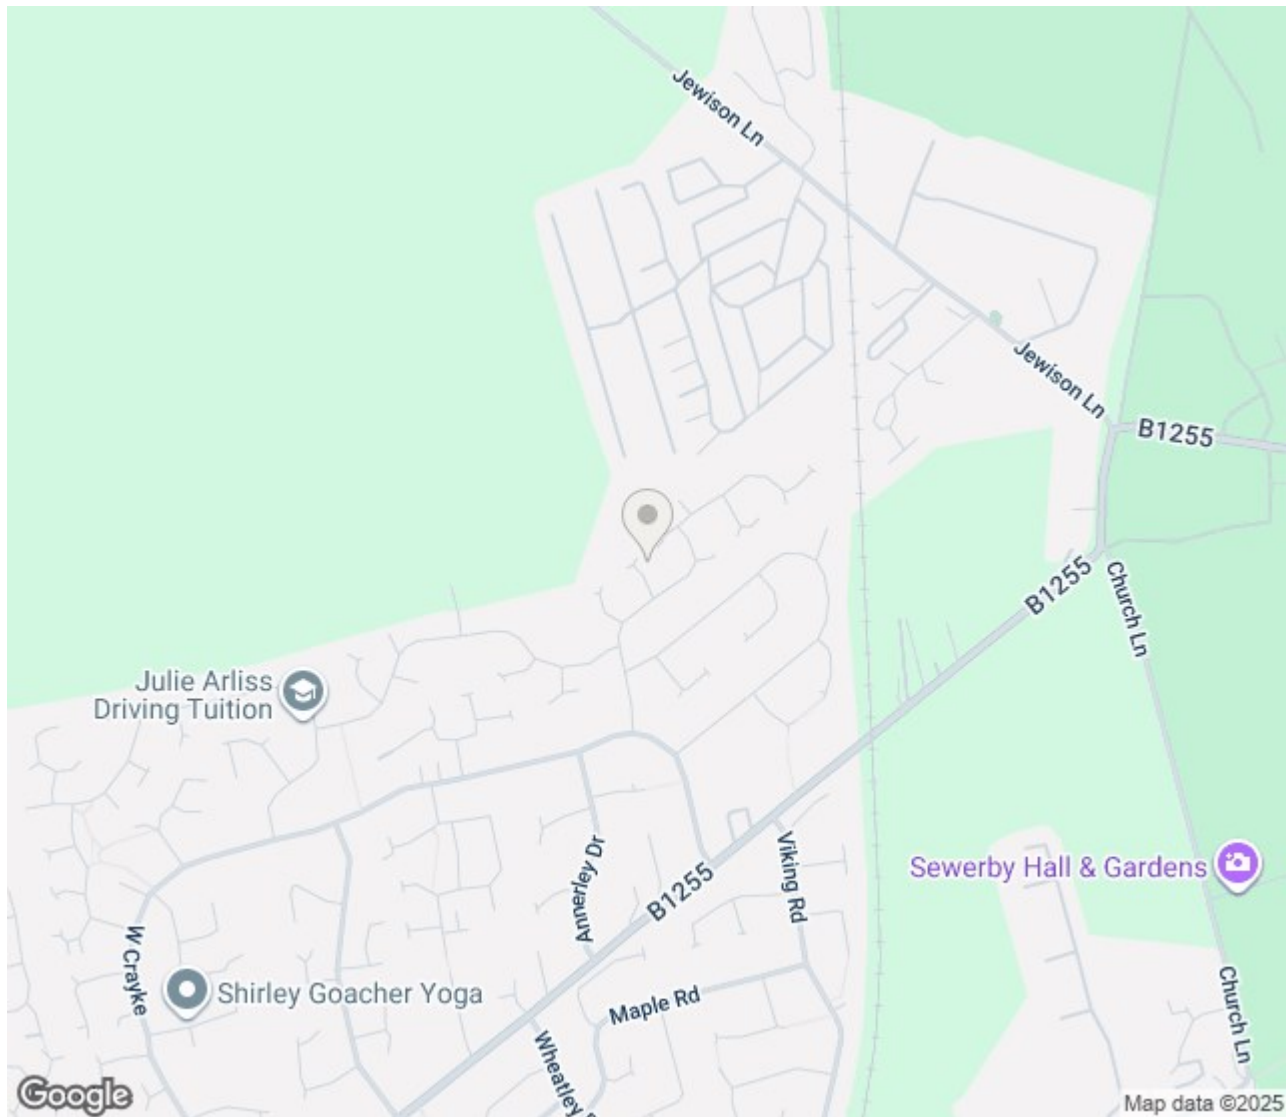 Jewison Ln
Jewison Ln
B1255
B1255
Church Ln
Julie Arliss
Driving Tuition
Annerley Dr
B1255
Viking Rd
Sewerby Hall & Gardens
W Crayke
Shirley Goacher Yoga
Maple Rd
Wheatley
Church Ln
Google
Map data ©2025